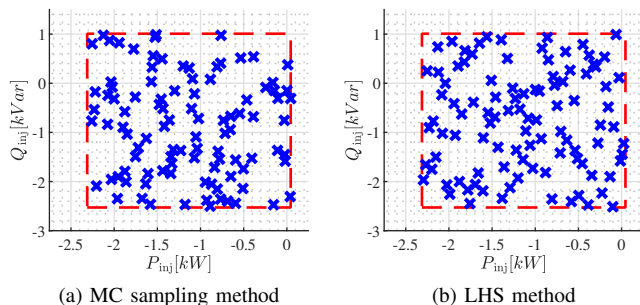 1
0
-1
-2
-3
Q_inj[kVar]
-2.5 -2 -1.5 -1 -0.5 0
P_inj[kW]
(a) MC sampling method
1
0
-1
-2
-3
Q_inj[kVar]
-2.5 -2 -1.5 -1 -0.5 0
P_inj[kW]
(b) LHS method